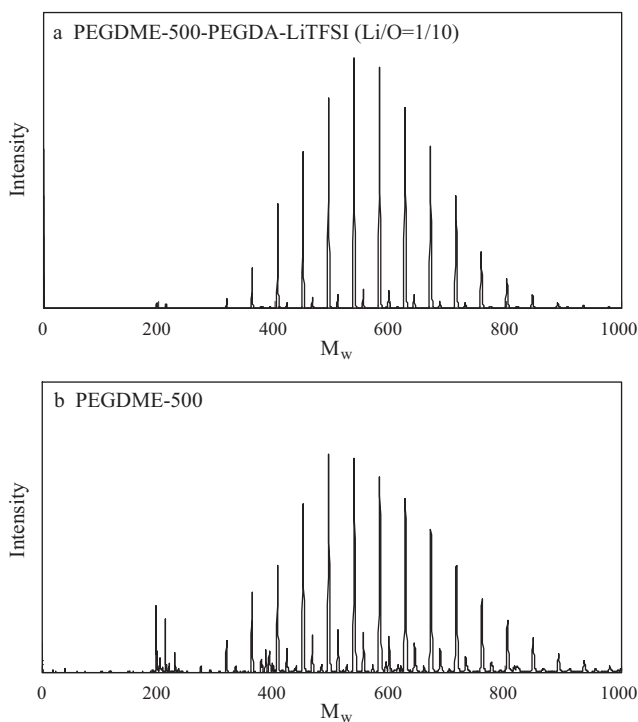 a PEGDME-500-PEGDA-LiTFSI (Li/O=1/10)
Intensity
0 200 400 600 800 1000
Mw
b PEGDME-500
Intensity
0 200 400 600 800 1000
Mw